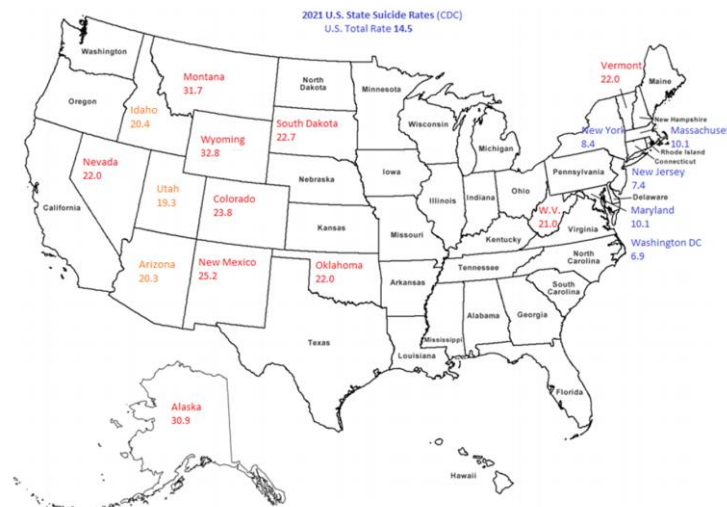 2021 U.S. State Suicide Rates (CDC)
U.S. Total Rate 14.5
Washington
Montana
31.7
North
Dakota
Minnesota
Vermont
22.0
Maine
Oregon
Idaho
20.4
Wyoming
32.8
South Dakota
22.7
Wisconsin
Michigan
New York
8.4
New Hampshire
Massachuset
10.1
Rhode Island
Connecticut
Nevada
22.0
Utah
19.3
Colorado
23.8
Nebraska
Iowa
Illinois
Indiana
Ohio
Pennsylvania
New Jersey
7.4
Delaware
Maryland
10.1
California
Kansas
Missouri
Kentucky
W.V.
21.0
Virginia
Washington DC
6.9
Arizona
20.3
New Mexico
25.2
Oklahoma
22.0
Arkansas
Tennessee
North
Carolina
South
Carolina
Texas
Louisiana
Mississippi
Alabama
Georgia
Florida
Alaska
30.9
Hawaii